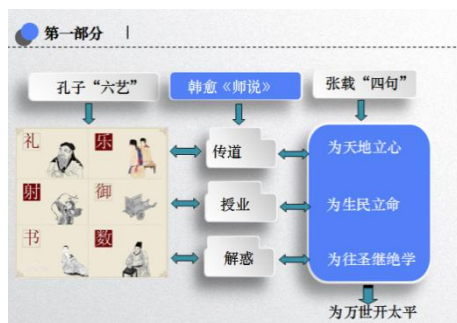 第一部分
孔子“六艺”
韩愈《师说》
张载“四句”
礼
乐
射
御
书
数
传道
授业
解惑
为天地立心
为生民立命
为往圣继绝学
为万世开太平